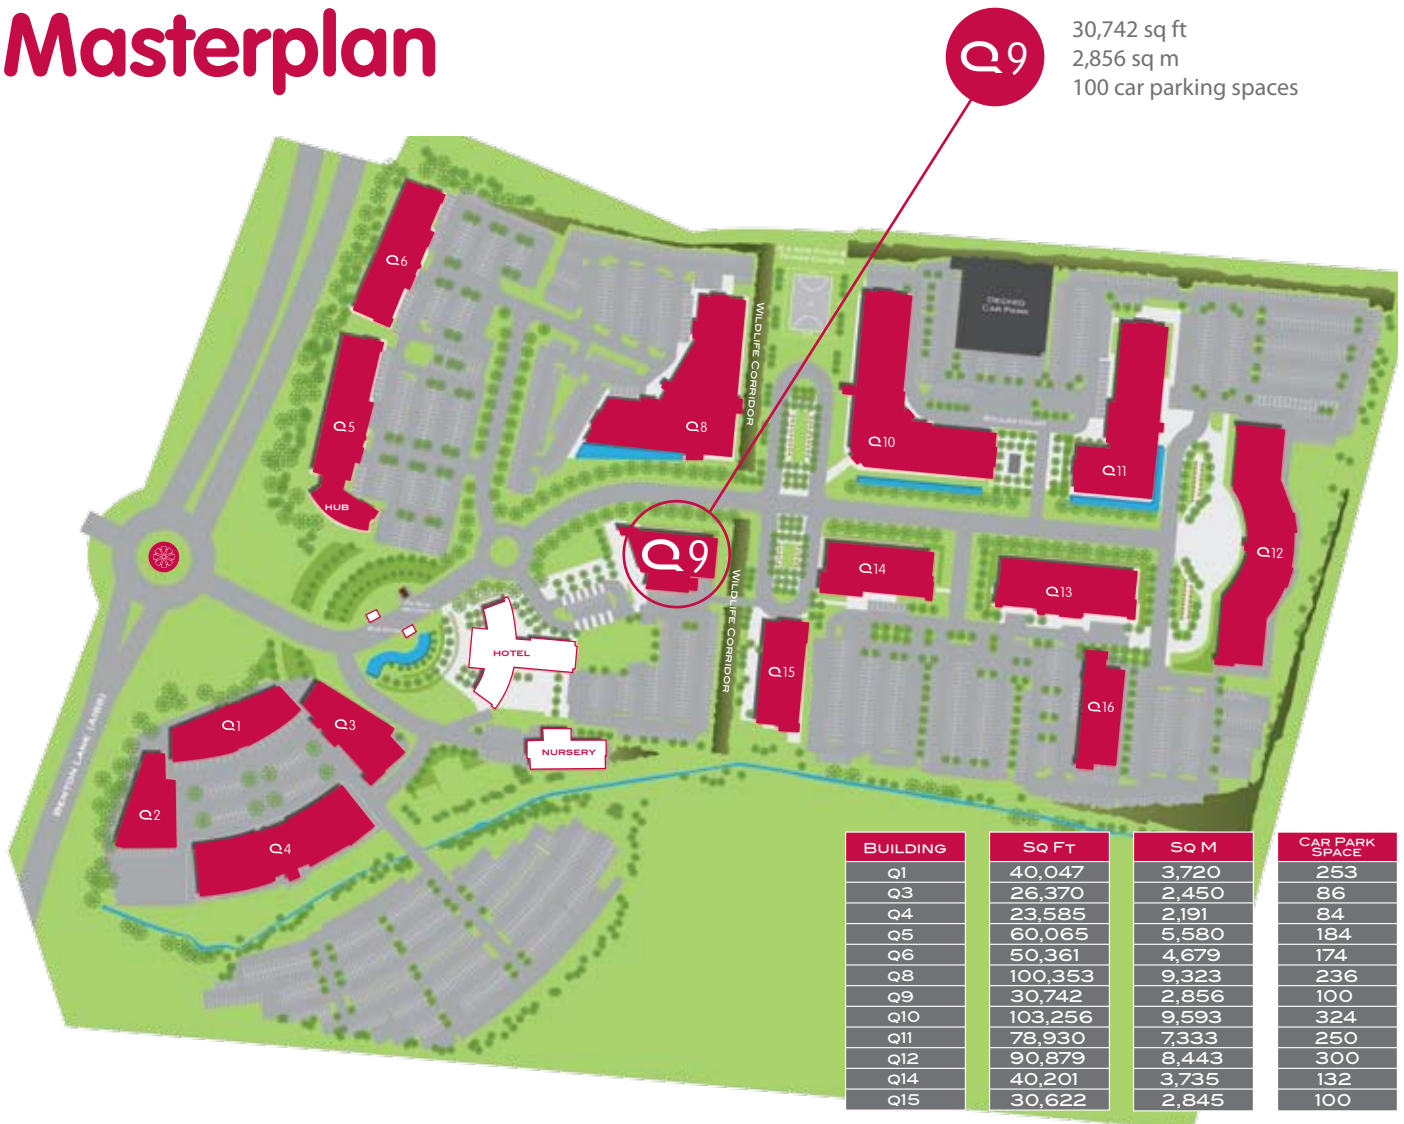 Masterplan
Q9
30,742 sq ft
2,856 sq m
100 car parking spaces
Q6
Q5
HUB
Q8
WILDLIFE CORRIDOR
DECKED
CAR PARK
Q10
Q11
Q12
Q9
Q14
Q13
WILDLIFE CORRIDOR
Q15
Q16
HOTEL
NURSERY
Q1
Q3
Q2
Q4
BENTON LANE (A188)
BUILDING SQ FT SQ M CAR PARK SPACE
Q1 40,047 3,720 253
Q3 26,370 2,450 86
Q4 23,585 2,191 84
Q5 60,065 5,580 184
Q6 50,361 4,679 174
Q8 100,353 9,323 236
Q9 30,742 2,856 100
Q10 103,256 9,593 324
Q11 78,930 7,333 250
Q12 90,879 8,443 300
Q14 40,201 3,735 132
Q15 30,622 2,845 100